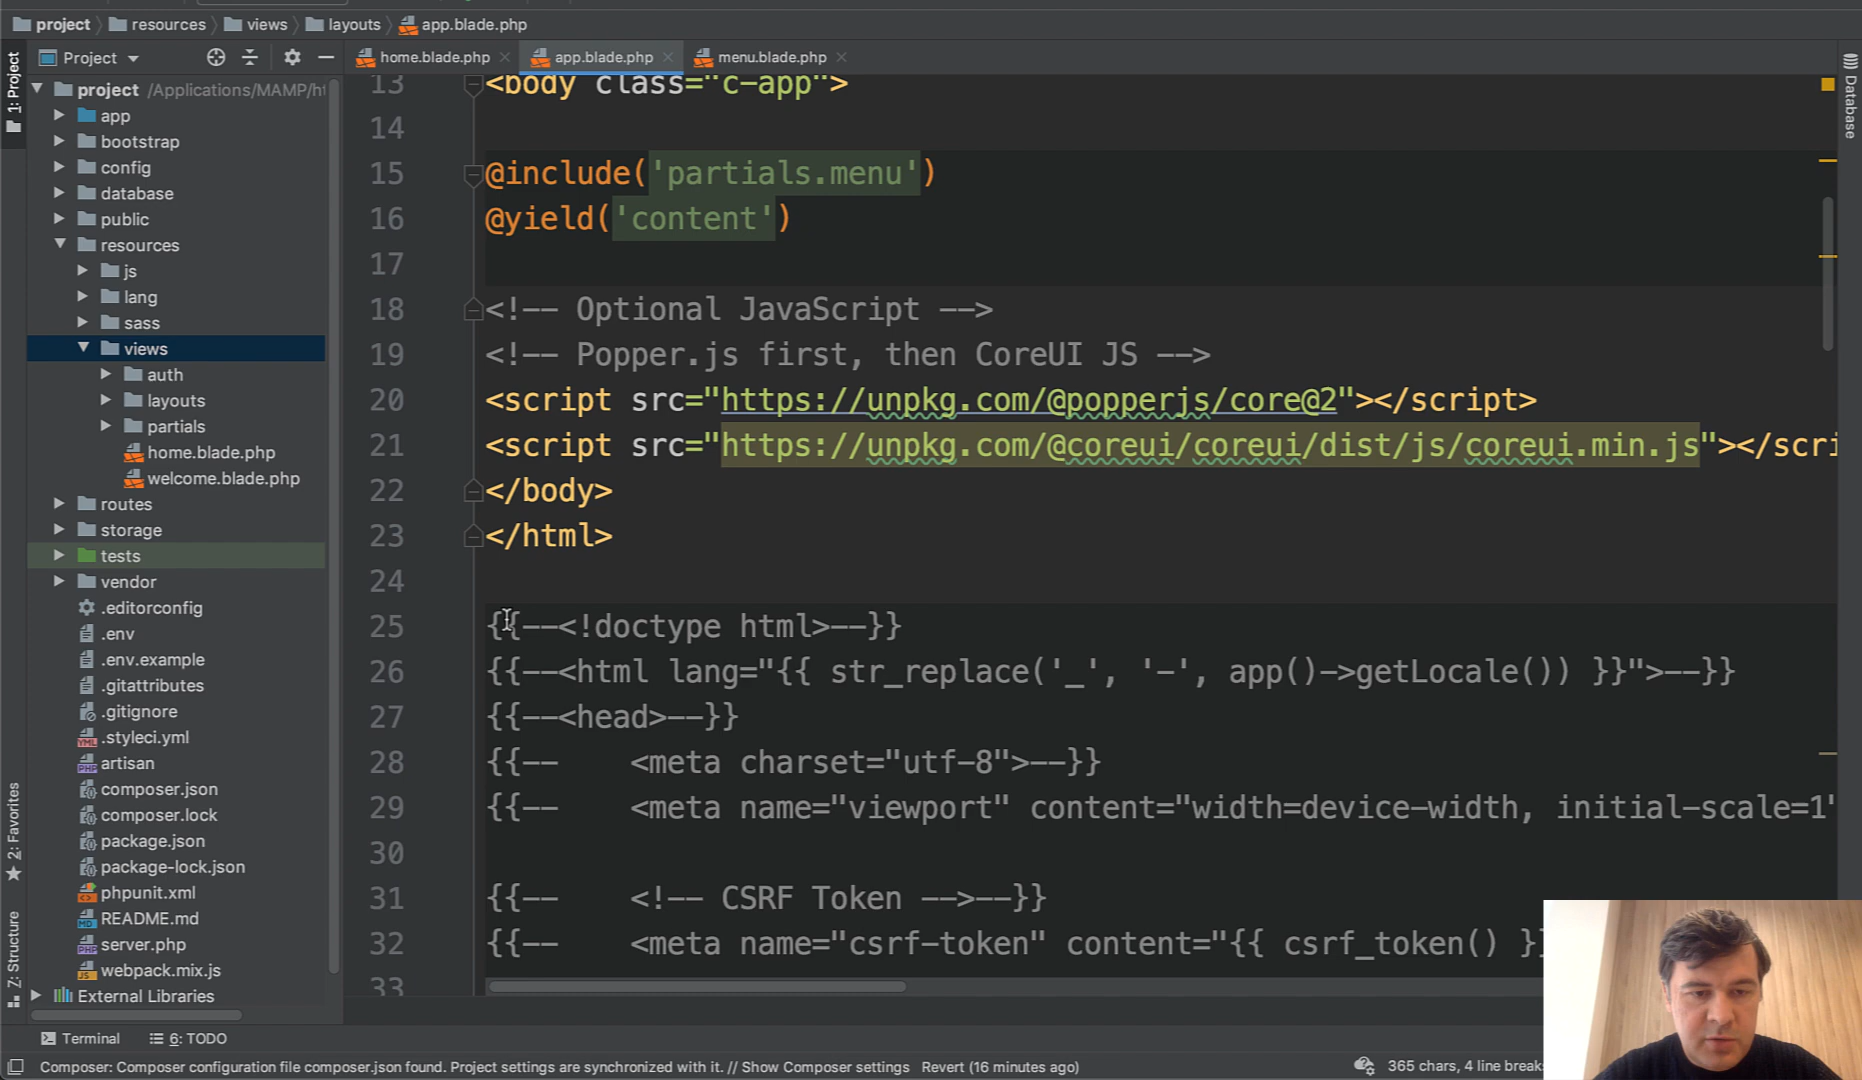 project resources views layouts app.blade.php
Project
home.blade.php app.blade.php menu.blade.php
1: Project
2: Favorites
Z: Structure
project /Applications/MAMP/ht
app
bootstrap
config
database
public
resources
js
lang
sass
views
auth
layouts
partials
home.blade.php
welcome.blade.php
routes
storage
tests
vendor
.editorconfig
.env
.env.example
.gitattributes
.gitignore
.styleci.yml
artisan
composer.json
composer.lock
package.json
package-lock.json
phpunit.xml
README.md
server.php
webpack.mix.js
External Libraries
13 <body class="c-app">
14
15 @include('partials.menu')
16 @yield('content')
17
18 <!-- Optional JavaScript -->
19 <!-- Popper.js first, then CoreUI JS -->
20 <script src="https://unpkg.com/@popperjs/core@2"></script>
21 <script src="https://unpkg.com/@coreui/coreui/dist/js/coreui.min.js"></scri
22 </body>
23 </html>
24
25 {{--<!doctype html>--}}
26 {{--<html lang="{{ str_replace('_', '-', app()->getLocale()) }}">--}}
27 {{--<head>--}}
28 {{--    <meta charset="utf-8">--}}
29 {{--    <meta name="viewport" content="width=device-width, initial-scale=1"
30
31 {{--    <!-- CSRF Token -->--}}
32 {{--    <meta name="csrf-token" content="{{ csrf_token() }
33
Database
Terminal 6: TODO
Composer: Composer configuration file composer.json found. Project settings are synchronized with it. // Show Composer settings Revert (16 minutes ago) 365 chars, 4 line break